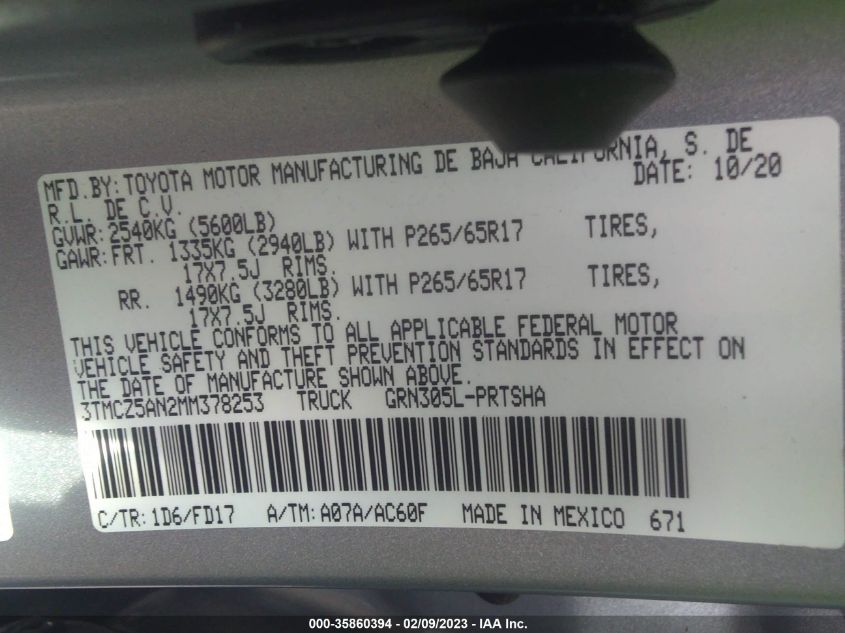 MFD.BY:TOYOTA MOTOR MANUFACTURING DE BAJA CALIFORNIA, S. DE
R.L. DE C.V. DATE: 10/20
GVWR:2540KG (5600LB)
GAWR:FRT. 1335KG (2940LB) WITH P265/65R17 TIRES,
17X7.5J RIMS.
RR. 1490KG (3280LB) WITH P265/65R17 TIRES,
17X7.5J RIMS.
THIS VEHICLE CONFORMS TO ALL APPLICABLE FEDERAL MOTOR
VEHICLE SAFETY AND THEFT PREVENTION STANDARDS IN EFFECT ON
THE DATE OF MANUFACTURE SHOWN ABOVE.
3TMCZ5AN2MM378253 TRUCK GRN305L-PRTSHA
C/TR:1D6/FD17 A/TM:A07A/AC60F MADE IN MEXICO 671
000-35860394 — 02/09/2023 — IAA Inc.